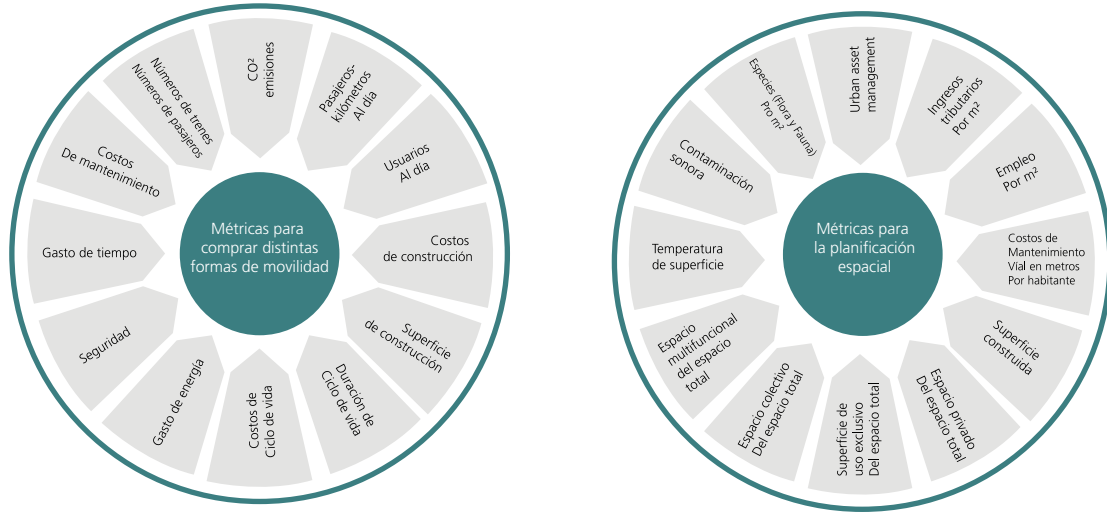 Métricas para
comprar distintas
formas de movilidad
CO²
emisiones
Pasajeros-
kilómetros
Al día
Usuarios
Al día
Costos
de construcción
Superficie
de construcción
Duración de
Ciclo de vida
Costos de
Ciclo de vida
Gasto de energía
Seguridad
Gasto de tiempo
Costos
De mantenimiento
Números de trenes
Números de pasajeros
Métricas para
la planificación
espacial
Urban asset
management
Ingresos
tributarios
Por m²
Empleo
Por m²
Costos de
Mantenimiento
Vial en metros
Por habitante
Superficie
construida
Espacio privado
Del espacio total
Superficie de
uso exclusivo
Del espacio total
Espacio colectivo
Del espacio total
Espacio
multifuncional
del espacio
total
Temperatura
de superficie
Contaminación
sonora
Especies (Flora y Fauna)
Pro m²